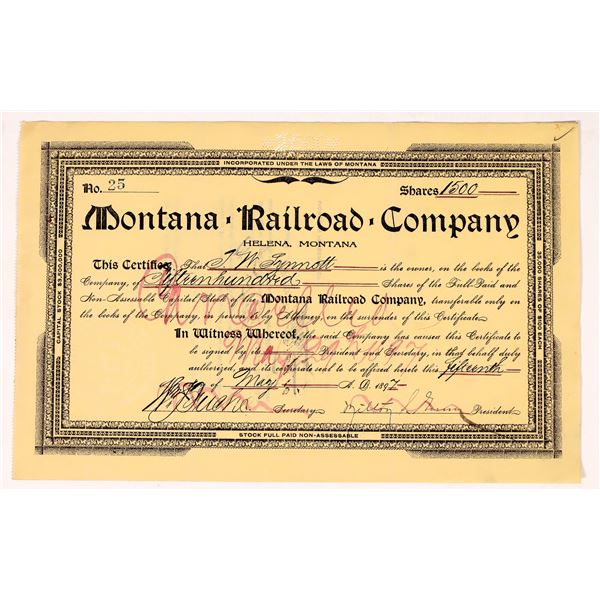 INCORPORATED UNDER THE LAWS OF MONTANA
No. 25 Shares 1500
Montana · Railroad · Company
HELENA, MONTANA
This Certifies That T. W. Synnott is the owner, on the books of the
Company, of Fifteen hundred Shares of the Full Paid and
Non-Assessable Capital Stock of the Montana Railroad Company, transferable only on
the books of the Company, in person or by Attorney, on the surrender of this Certificate.
In Witness Whereof, the said Company has caused this Certificate to
be signed by its President and Secretary, in that behalf duly
authorized, and its corporate seal to be affixed hereto this fifteenth
of May A. D. 1897
Secretary. President.
STOCK FULL PAID NON-ASSESSABLE
CAPITAL STOCK $3,500,000
35,000 SHARES OF $100 EACH
Cancelled